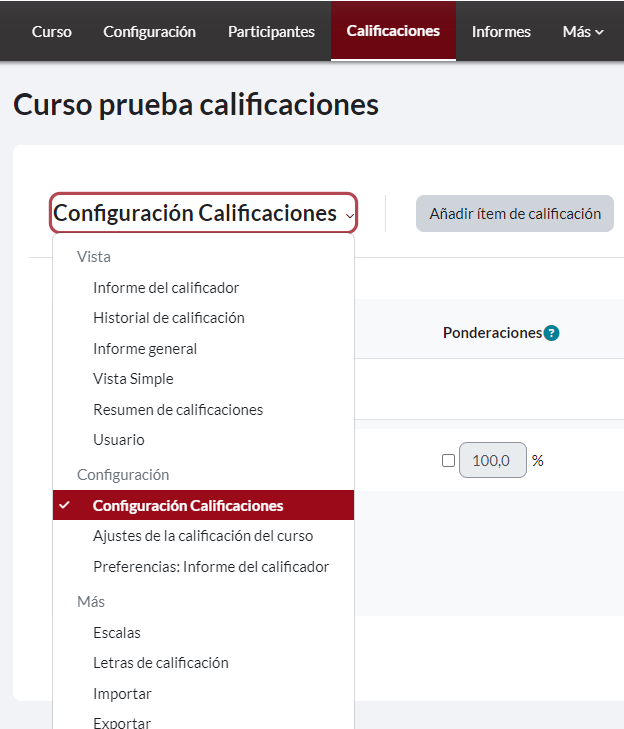 Curso Configuración Participantes Calificaciones Informes Más
Curso prueba calificaciones
Configuración Calificaciones
Añadir ítem de calificación
Vista
Informe del calificador
Historial de calificación
Informe general
Vista Simple
Resumen de calificaciones
Usuario
Configuración
Configuración Calificaciones
Ajustes de la calificación del curso
Preferencias: Informe del calificador
Más
Escalas
Letras de calificación
Importar
Exportar
Ponderaciones ?
100,0 %